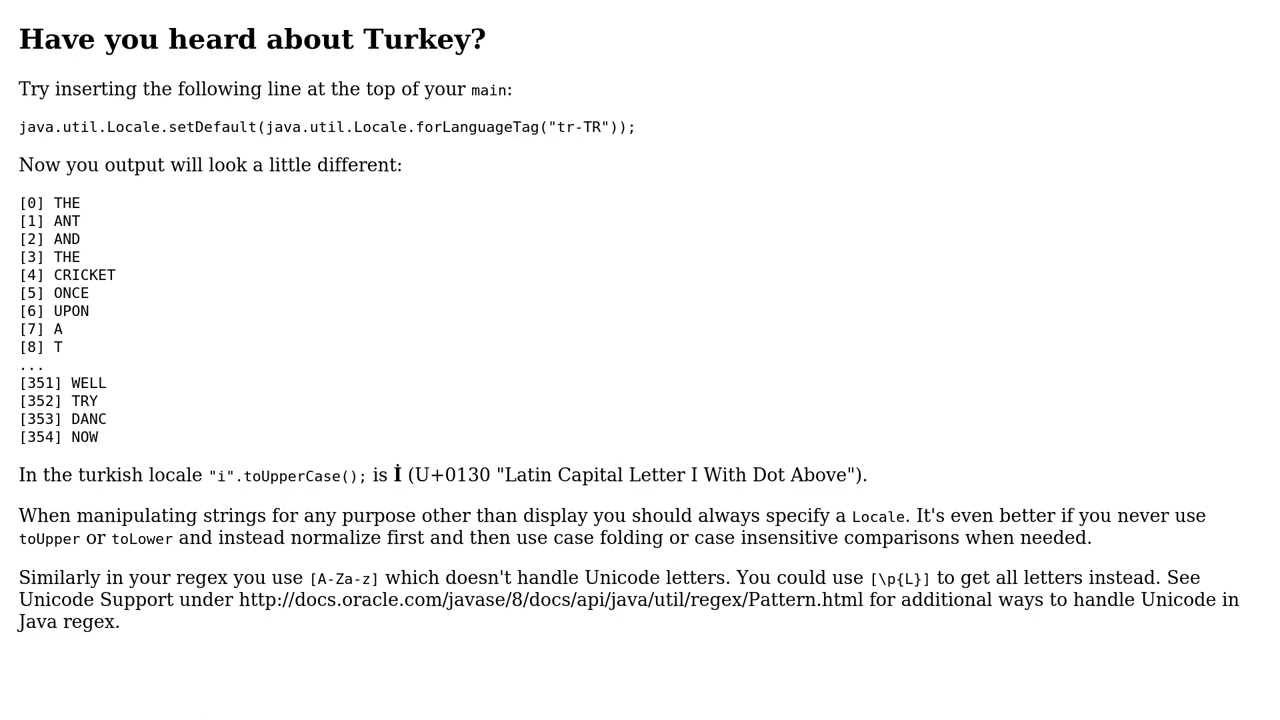 Have you heard about Turkey?
Try inserting the following line at the top of your main:
java.util.Locale.setDefault(java.util.Locale.forLanguageTag("tr-TR"));
Now you output will look a little different:
[0] THE
[1] ANT
[2] AND
[3] THE
[4] CRICKET
[5] ONCE
[6] UPON
[7] A
[8] T
...
[351] WELL
[352] TRY
[353] DANC
[354] NOW
In the turkish locale "i".toUpperCase(); is İ (U+0130 "Latin Capital Letter I With Dot Above").
When manipulating strings for any purpose other than display you should always specify a Locale. It's even better if you never use
toUpper or toLower and instead normalize first and then use case folding or case insensitive comparisons when needed.
Similarly in your regex you use [A-Za-z] which doesn't handle Unicode letters. You could use [\p{L}] to get all letters instead. See
Unicode Support under http://docs.oracle.com/javase/8/docs/api/java/util/regex/Pattern.html for additional ways to handle Unicode in
Java regex.